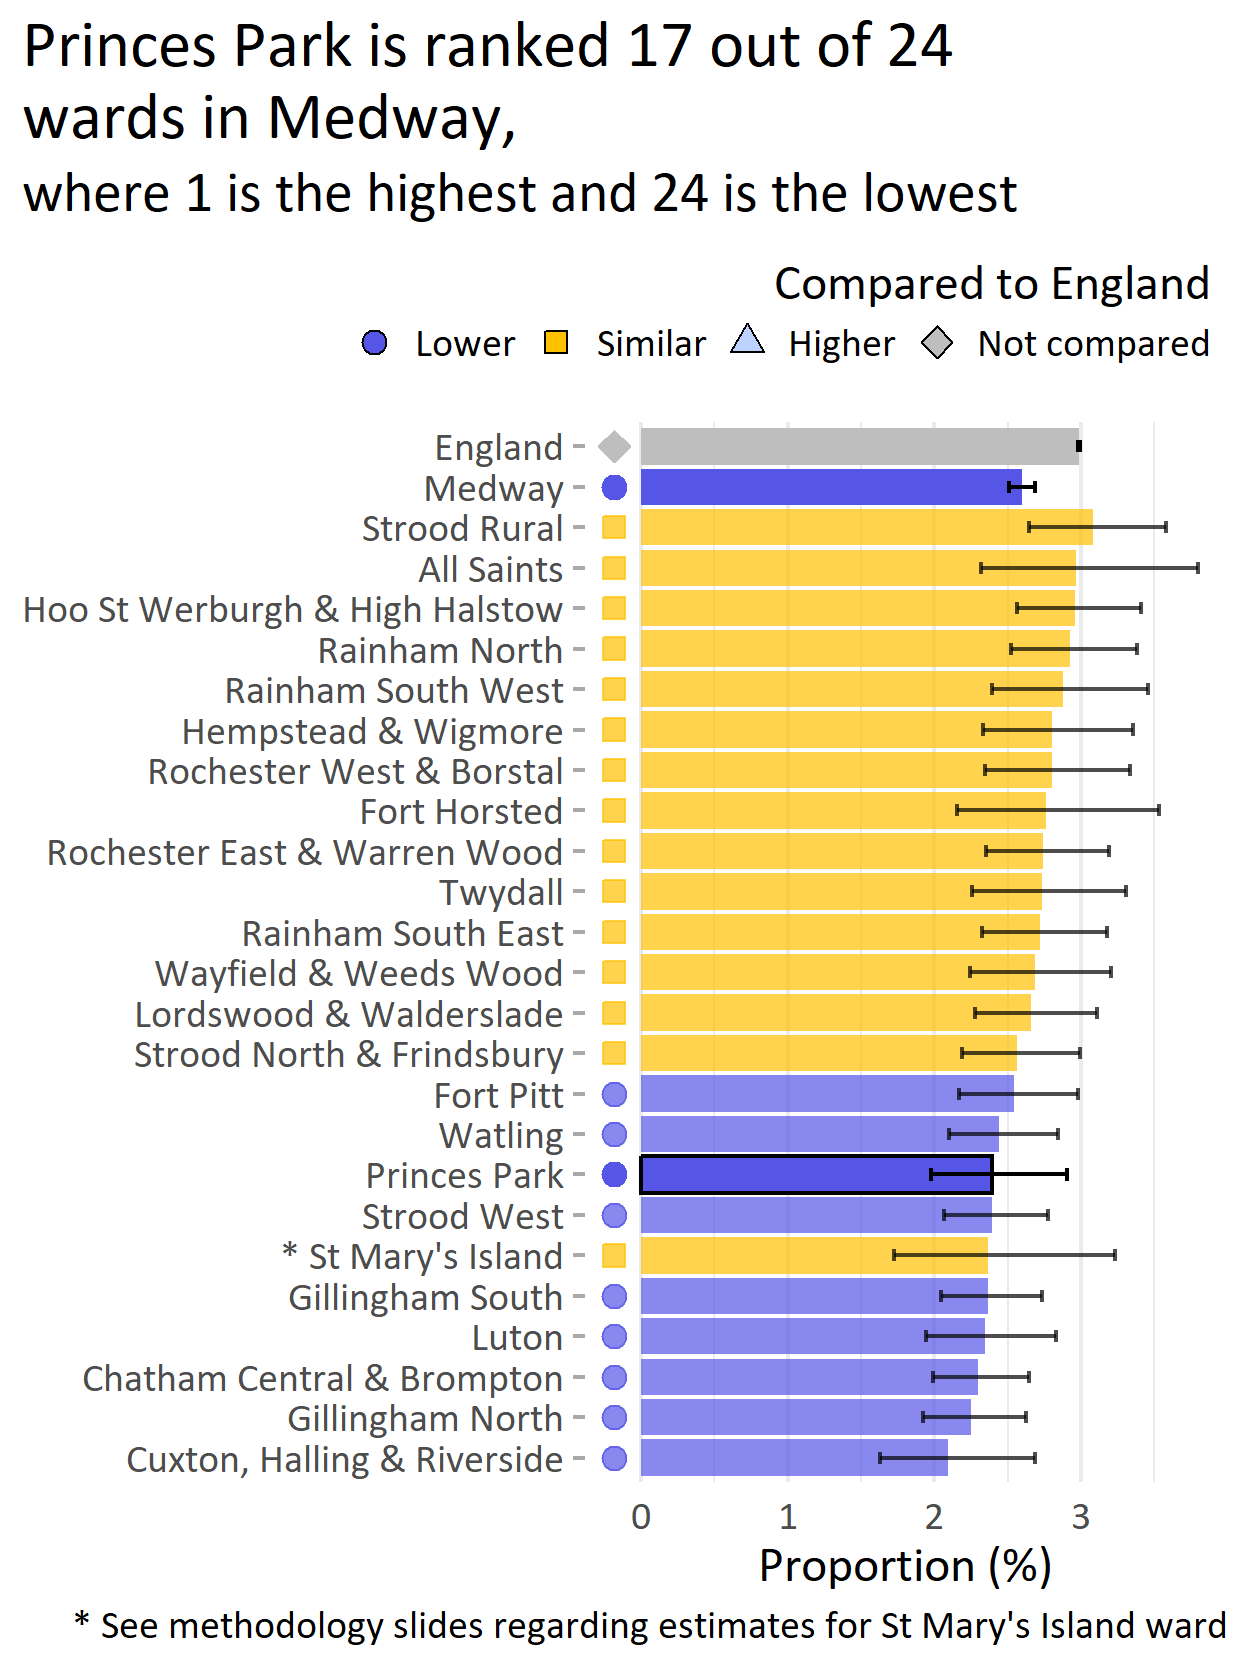 Princes Park is ranked 17 out of 24
wards in Medway,
where 1 is the highest and 24 is the lowest
Compared to England
Lower Similar Higher Not compared
England
Medway
Strood Rural
All Saints
Hoo St Werburgh & High Halstow
Rainham North
Rainham South West
Hempstead & Wigmore
Rochester West & Borstal
Fort Horsted
Rochester East & Warren Wood
Twydall
Rainham South East
Wayfield & Weeds Wood
Lordswood & Walderslade
Strood North & Frindsbury
Fort Pitt
Watling
Princes Park
Strood West
* St Mary's Island
Gillingham South
Luton
Chatham Central & Brompton
Gillingham North
Cuxton, Halling & Riverside
0 1 2 3
Proportion (%)
* See methodology slides regarding estimates for St Mary's Island ward